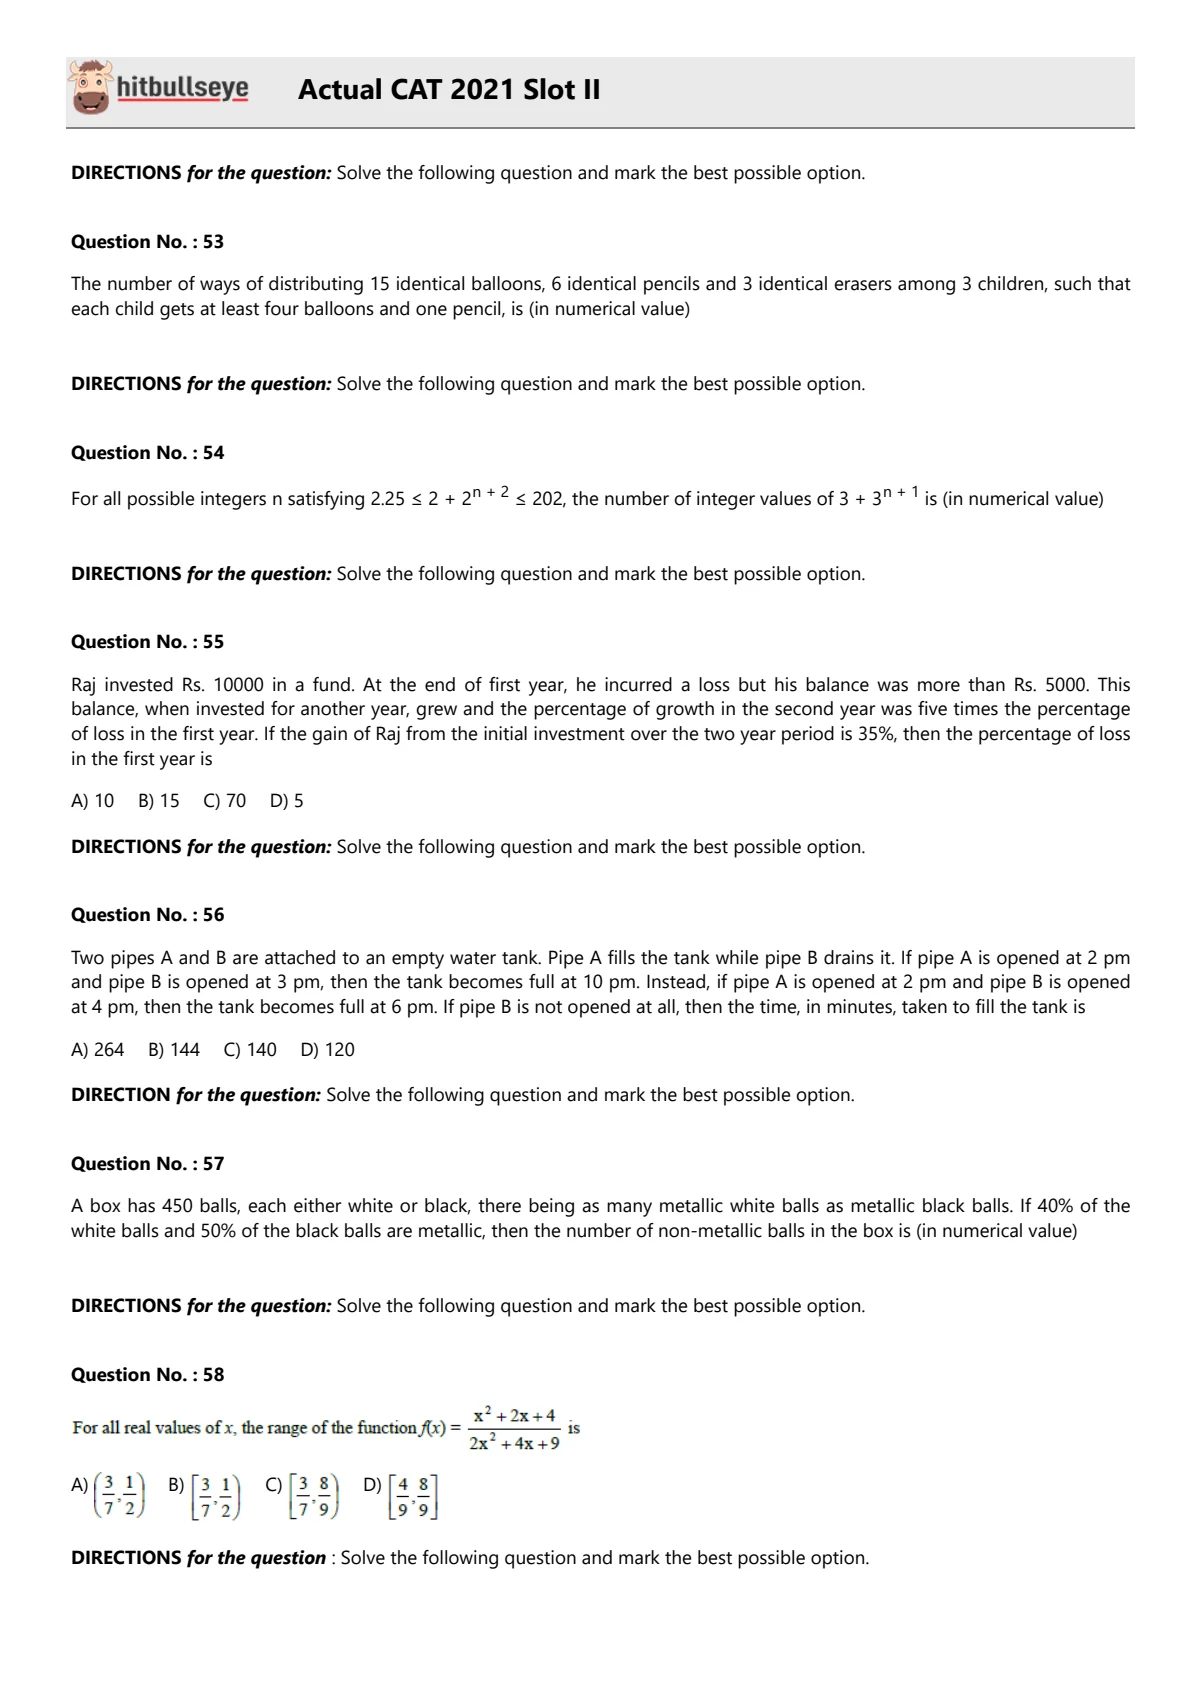 hitbullseye Actual CAT 2021 Slot II
DIRECTIONS for the question: Solve the following question and mark the best possible option.
Question No. : 53
The number of ways of distributing 15 identical balloons, 6 identical pencils and 3 identical erasers among 3 children, such that
each child gets at least four balloons and one pencil, is (in numerical value)
DIRECTIONS for the question: Solve the following question and mark the best possible option.
Question No. : 54
For all possible integers n satisfying 2.25 ≤ 2 + 2^{n + 2} ≤ 202, the number of integer values of 3 + 3^{n + 1} is (in numerical value)
DIRECTIONS for the question: Solve the following question and mark the best possible option.
Question No. : 55
Raj invested Rs. 10000 in a fund. At the end of first year, he incurred a loss but his balance was more than Rs. 5000. This
balance, when invested for another year, grew and the percentage of growth in the second year was five times the percentage
of loss in the first year. If the gain of Raj from the initial investment over the two year period is 35%, then the percentage of loss
in the first year is
A) 10 B) 15 C) 70 D) 5
DIRECTIONS for the question: Solve the following question and mark the best possible option.
Question No. : 56
Two pipes A and B are attached to an empty water tank. Pipe A fills the tank while pipe B drains it. If pipe A is opened at 2 pm
and pipe B is opened at 3 pm, then the tank becomes full at 10 pm. Instead, if pipe A is opened at 2 pm and pipe B is opened
at 4 pm, then the tank becomes full at 6 pm. If pipe B is not opened at all, then the time, in minutes, taken to fill the tank is
A) 264 B) 144 C) 140 D) 120
DIRECTION for the question: Solve the following question and mark the best possible option.
Question No. : 57
A box has 450 balls, each either white or black, there being as many metallic white balls as metallic black balls. If 40% of the
white balls and 50% of the black balls are metallic, then the number of non-metallic balls in the box is (in numerical value)
DIRECTIONS for the question: Solve the following question and mark the best possible option.
Question No. : 58
For all real values of x, the range of the function f(x) = (x² + 2x + 4)/(2x² + 4x + 9) is
A) (3/7, 1/2) B) [3/7, 1/2) C) [3/7, 8/9) D) [4/9, 8/9]
DIRECTIONS for the question : Solve the following question and mark the best possible option.